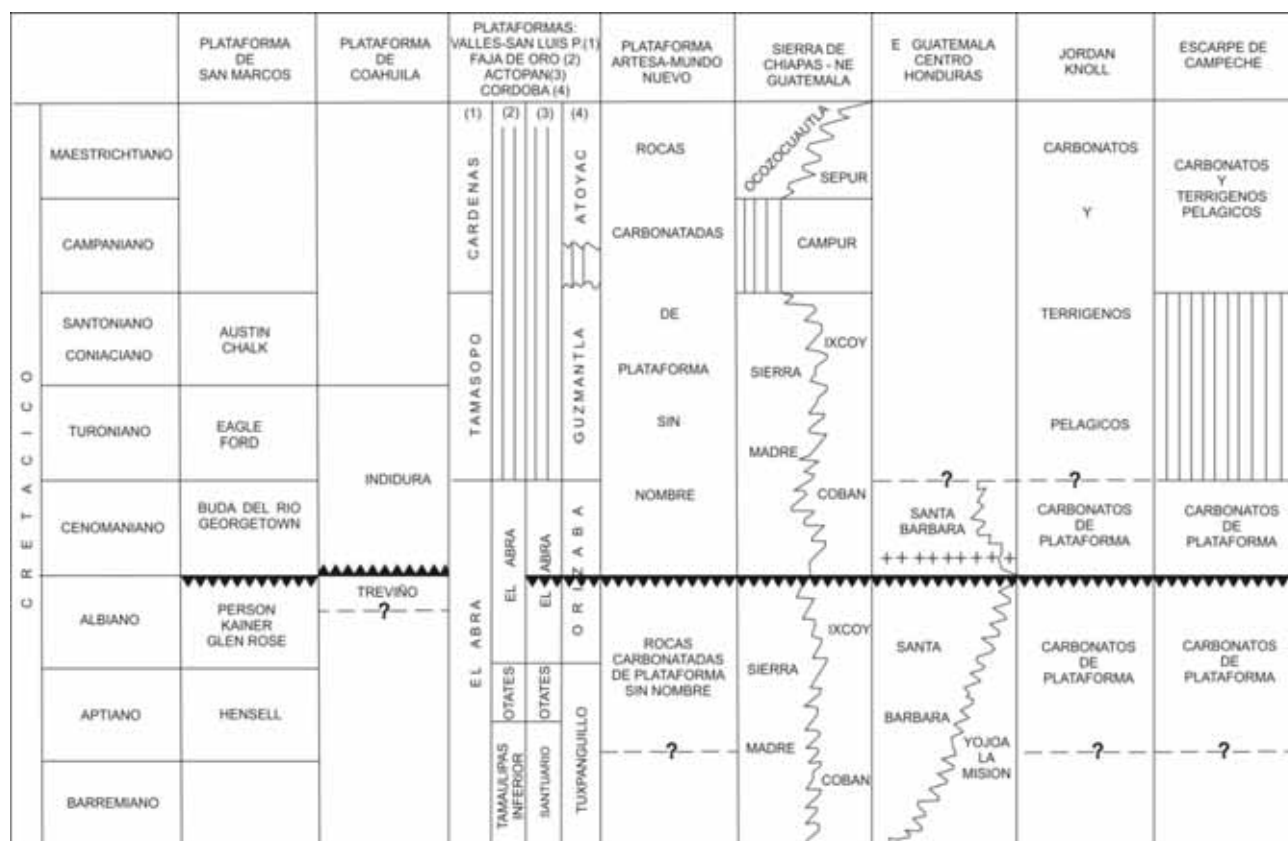 PLATAFORMA
DE
SAN MARCOS
PLATAFORMA
DE
COAHUILA
PLATAFORMAS:
VALLES-SAN LUIS P.(1)
FAJA DE ORO (2)
ACTOPAN(3)
CORDOBA (4)
PLATAFORMA
ARTESA-MUNDO
NUEVO
SIERRA DE
CHIAPAS - NE
GUATEMALA
E GUATEMALA
CENTRO
HONDURAS
JORDAN
KNOLL
ESCARPE DE
CAMPECHE
(1)
(2)
(3)
(4)
CRETACICO
MAESTRICHTIANO
CAMPANIANO
SANTONIANO
CONIACIANO
TURONIANO
CENOMANIANO
ALBIANO
APTIANO
BARREMIANO
AUSTIN
CHALK
EAGLE
FORD
BUDA DEL RIO
GEORGETOWN
PERSON
KAINER
GLEN ROSE
HENSELL
INDIDURA
TREVIÑO
?
CARDENAS
TAMASOPO
EL ABRA
EL ABRA
OTATES
TAMAULIPAS
INFERIOR
EL ABRA
OTATES
SANTUARIO
ATOYAC
GUZMANTLA
ORIZABA
TUXPANGUILLO
ROCAS
CARBONATADAS
DE
PLATAFORMA
SIN
NOMBRE
ROCAS
CARBONATADAS
DE PLATAFORMA
SIN NOMBRE
?
OCOZOCUAUTLA
SEPUR
CAMPUR
IXCOY
SIERRA
MADRE
COBAN
IXCOY
SIERRA
MADRE
COBAN
?
SANTA
BARBARA
SANTA
BARBARA
YOJOA
LA
MISION
CARBONATOS
Y
TERRIGENOS
PELAGICOS
?
CARBONATOS
DE
PLATAFORMA
CARBONATOS
DE
PLATAFORMA
?
CARBONATOS
Y
TERRIGENOS
PELAGICOS
CARBONATOS
DE
PLATAFORMA
CARBONATOS
DE
PLATAFORMA
?